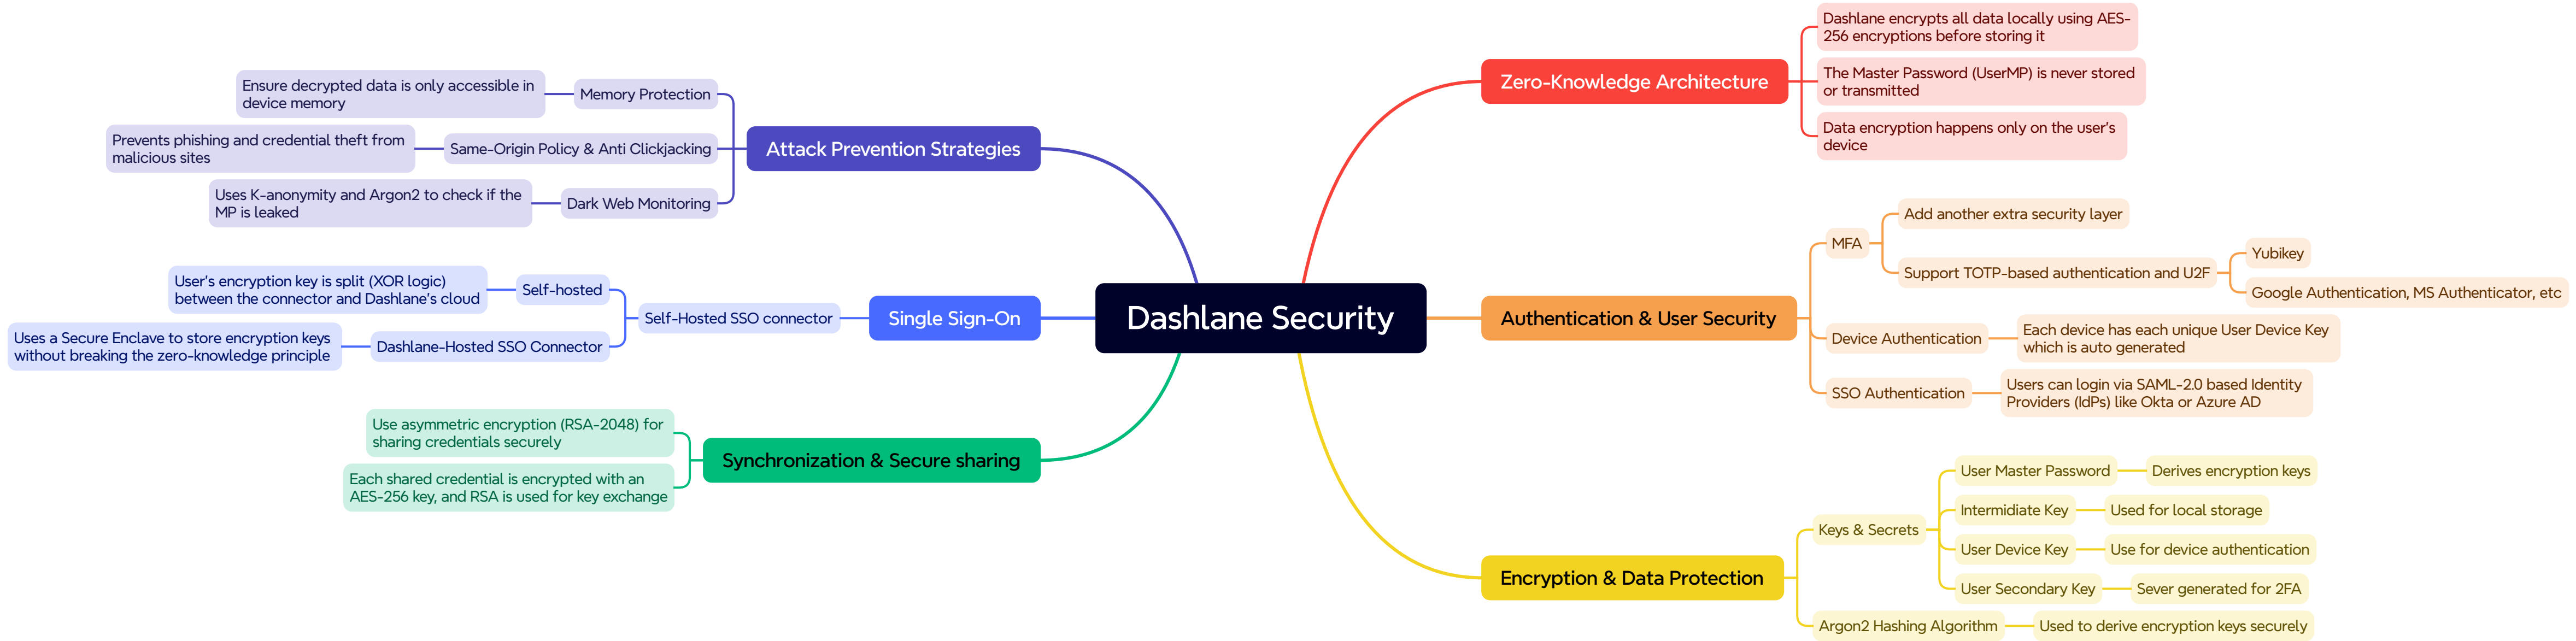 Dashlane Security
Zero-Knowledge Architecture
Dashlane encrypts all data locally using AES-
256 encryptions before storing it
The Master Password (UserMP) is never stored
or transmitted
Data encryption happens only on the user's
device
Authentication & User Security
MFA
Add another extra security layer
Support TOTP-based authentication and U2F
Yubikey
Google Authentication, MS Authenticator, etc
Device Authentication
Each device has each unique User Device Key
which is auto generated
SSO Authentication
Users can login via SAML-2.0 based Identity
Providers (IdPs) like Okta or Azure AD
Encryption & Data Protection
Keys & Secrets
User Master Password
Derives encryption keys
Intermidiate Key
Used for local storage
User Device Key
Use for device authentication
User Secondary Key
Sever generated for 2FA
Argon2 Hashing Algorithm
Used to derive encryption keys securely
Attack Prevention Strategies
Memory Protection
Ensure decrypted data is only accessible in
device memory
Same-Origin Policy & Anti Clickjacking
Prevents phishing and credential theft from
malicious sites
Dark Web Monitoring
Uses K-anonymity and Argon2 to check if the
MP is leaked
Single Sign-On
Self-Hosted SSO connector
Self-hosted
User's encryption key is split (XOR logic)
between the connector and Dashlane's cloud
Dashlane-Hosted SSO Connector
Uses a Secure Enclave to store encryption keys
without breaking the zero-knowledge principle
Synchronization & Secure sharing
Use asymmetric encryption (RSA-2048) for
sharing credentials securely
Each shared credential is encrypted with an
AES-256 key, and RSA is used for key exchange